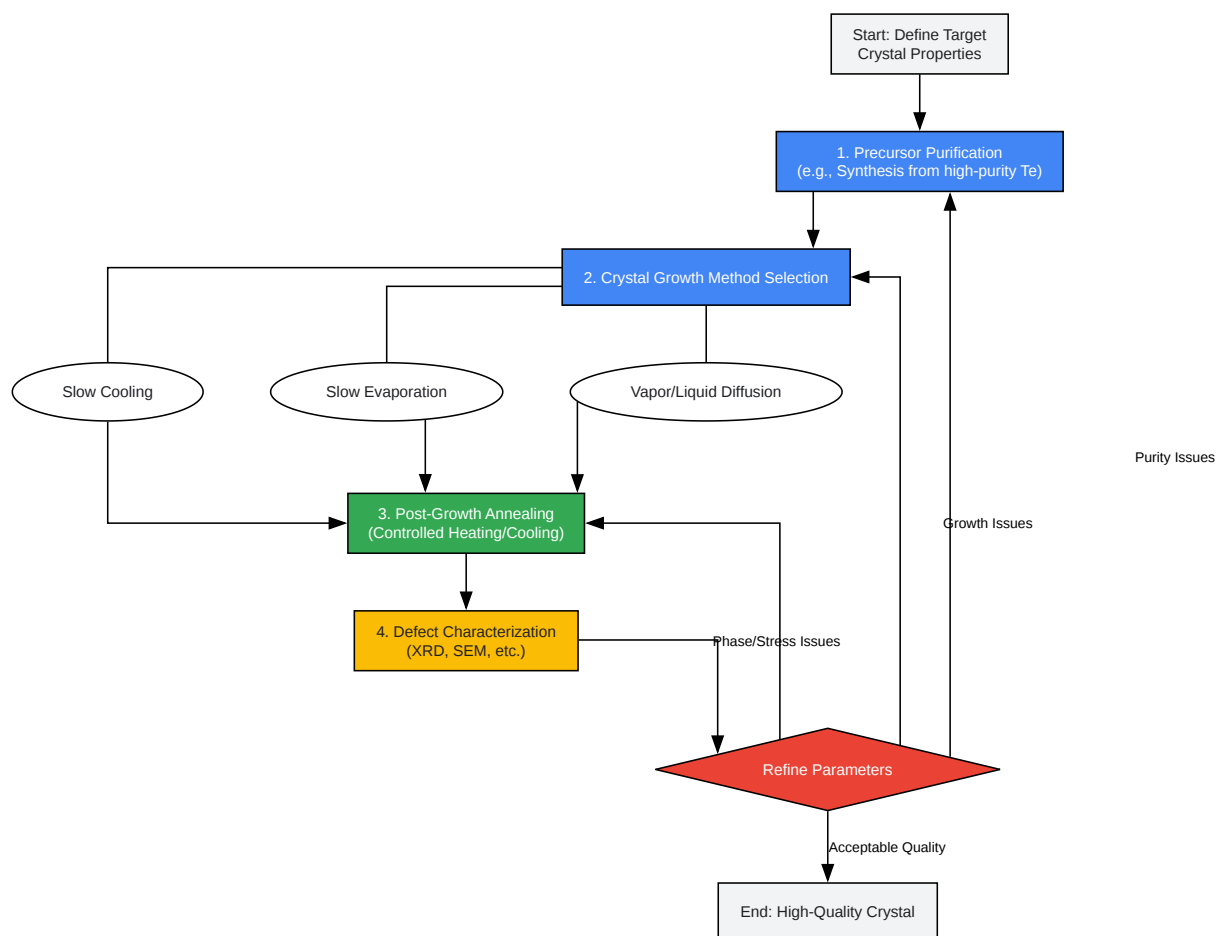 Start: Define Target
Crystal Properties
1. Precursor Purification
(e.g., Synthesis from high-purity Te)
2. Crystal Growth Method Selection
Slow Cooling
Slow Evaporation
Vapor/Liquid Diffusion
Purity Issues
3. Post-Growth Annealing
(Controlled Heating/Cooling)
Growth Issues
4. Defect Characterization
(XRD, SEM, etc.)
Phase/Stress Issues
Refine Parameters
Acceptable Quality
End: High-Quality Crystal